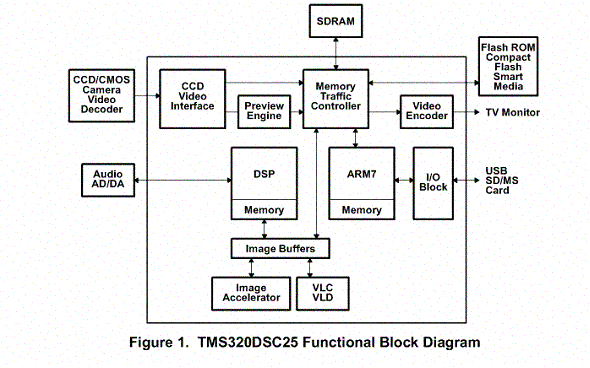 SDRAM
CCD/CMOS
Camera
Video
Decoder
CCD
Video
Interface
Preview
Engine
Memory
Traffic
Controller
Video
Encoder
Flash ROM
Compact
Flash
Smart
Media
TV Monitor
Audio
AD/DA
DSP
Memory
ARM7
Memory
I/O
Block
USB
SD/MS
Card
Image Buffers
Image
Accelerator
VLC
VLD
Figure 1. TMS320DSC25 Functional Block Diagram